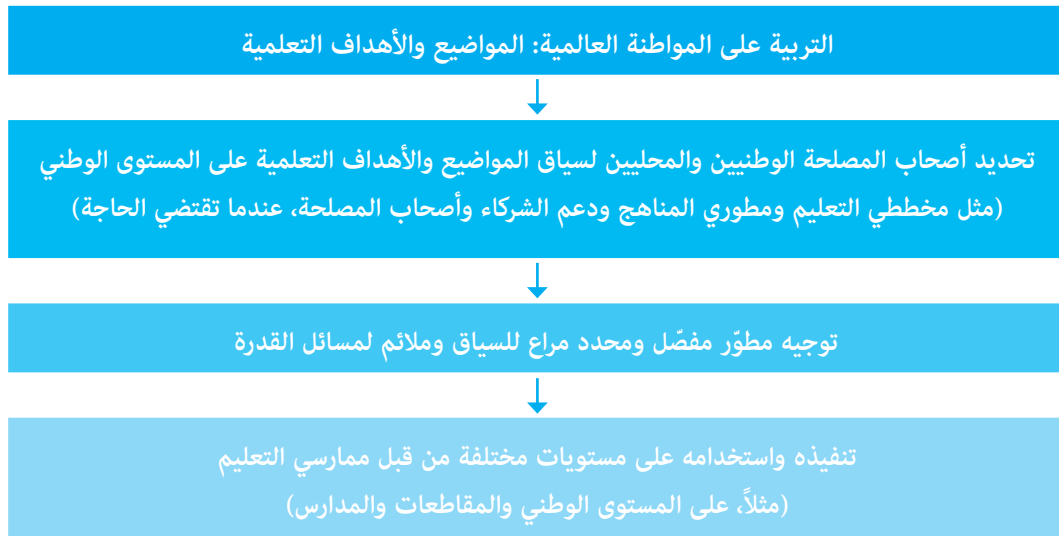 التربية على المواطنة العالمية: المواضيع والأهداف التعلمية
تحديد أصحاب المصلحة الوطنيين والمحليين لسياق المواضيع والأهداف التعلمية على المستوى الوطني
(مثل مخططي التعليم ومطوري المناهج ودعم الشركاء وأصحاب المصلحة، عندما تقتضي الحاجة)
توجيه مطوّر مفصّل ومحدد مراع للسياق وملائم لمسائل القدرة
تنفيذه واستخدامه على مستويات مختلفة من قبل ممارسي التعليم
(مثلاً، على المستوى الوطني والمقاطعات والمدارس)